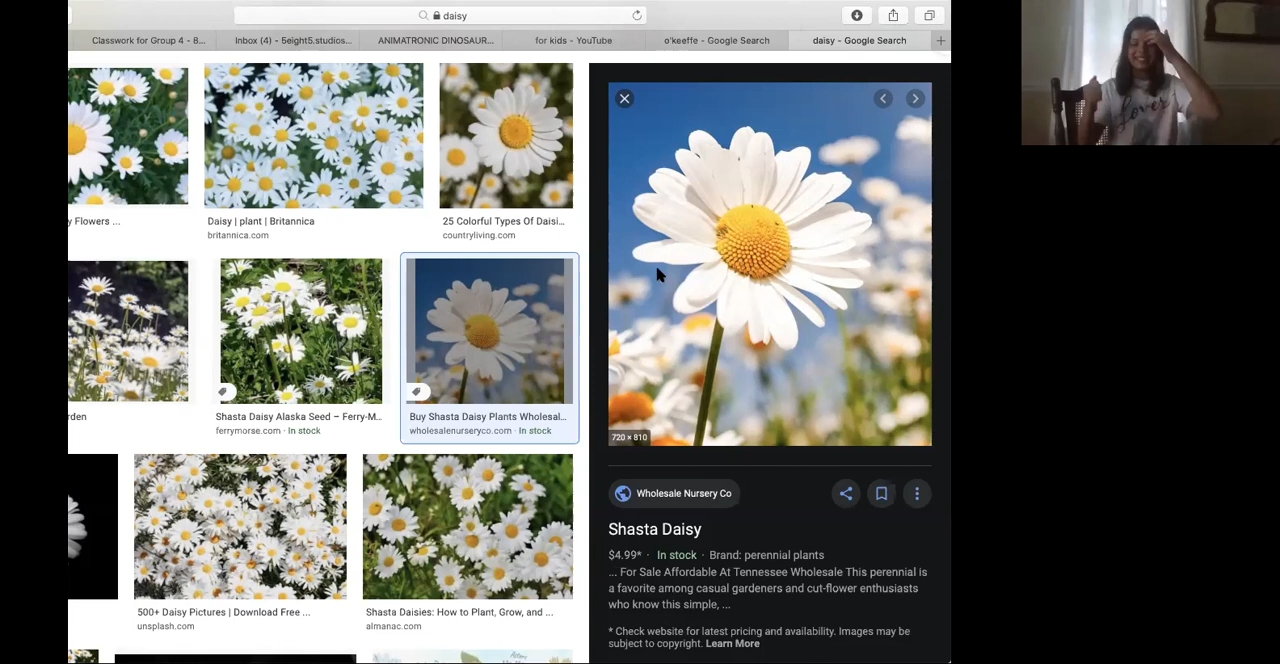 daisy
Classwork for Group 4 - 8...
Inbox (4) - 5eight5.studios...
ANIMATRONIC DINOSAUR...
for kids - YouTube
o'keeffe - Google Search
daisy - Google Search
y Flowers ...
Daisy | plant | Britannica
britannica.com
25 Colorful Types Of Daisi...
countryliving.com
rden
Shasta Daisy Alaska Seed – Ferry-M...
ferrymorse.com · In stock
Buy Shasta Daisy Plants Wholesal...
wholesalenurseryco.com · In stock
500+ Daisy Pictures | Download Free ...
unsplash.com
Shasta Daisies: How to Plant, Grow, and ...
almanac.com
720 × 810
Wholesale Nursery Co
Shasta Daisy
$4.99* · In stock · Brand: perennial plants
... For Sale Affordable At Tennessee Wholesale This perennial is
a favorite among casual gardeners and cut-flower enthusiasts
who know this simple, ...
* Check website for latest pricing and availability. Images may be
subject to copyright. Learn More
lover